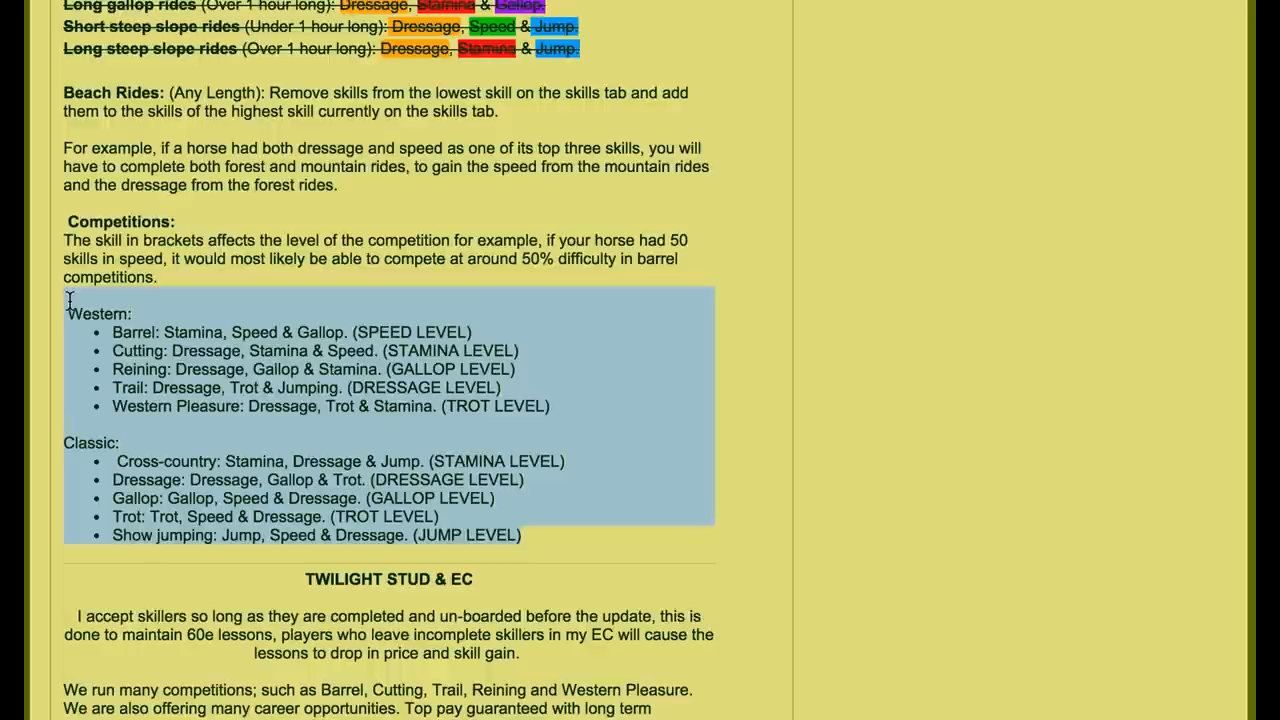 Long gallop rides (Over 1 hour long): Dressage, Stamina & Gallop.
Short steep slope rides (Under 1 hour long): Dressage, Speed & Jump.
Long steep slope rides (Over 1 hour long): Dressage, Stamina & Jump.
Beach Rides: (Any Length): Remove skills from the lowest skill on the skills tab and add
them to the skills of the highest skill currently on the skills tab.
For example, if a horse had both dressage and speed as one of its top three skills, you will
have to complete both forest and mountain rides, to gain the speed from the mountain rides
and the dressage from the forest rides.
Competitions:
The skill in brackets affects the level of the competition for example, if your horse had 50
skills in speed, it would most likely be able to compete at around 50% difficulty in barrel
competitions.
Western:
• Barrel: Stamina, Speed & Gallop. (SPEED LEVEL)
• Cutting: Dressage, Stamina & Speed. (STAMINA LEVEL)
• Reining: Dressage, Gallop & Stamina. (GALLOP LEVEL)
• Trail: Dressage, Trot & Jumping. (DRESSAGE LEVEL)
• Western Pleasure: Dressage, Trot & Stamina. (TROT LEVEL)
Classic:
• Cross-country: Stamina, Dressage & Jump. (STAMINA LEVEL)
• Dressage: Dressage, Gallop & Trot. (DRESSAGE LEVEL)
• Gallop: Gallop, Speed & Dressage. (GALLOP LEVEL)
• Trot: Trot, Speed & Dressage. (TROT LEVEL)
• Show jumping: Jump, Speed & Dressage. (JUMP LEVEL)
TWILIGHT STUD & EC
I accept skillers so long as they are completed and un-boarded before the update, this is
done to maintain 60e lessons, players who leave incomplete skillers in my EC will cause the
lessons to drop in price and skill gain.
We run many competitions; such as Barrel, Cutting, Trail, Reining and Western Pleasure.
We are also offering many career opportunities. Top pay guaranteed with long term